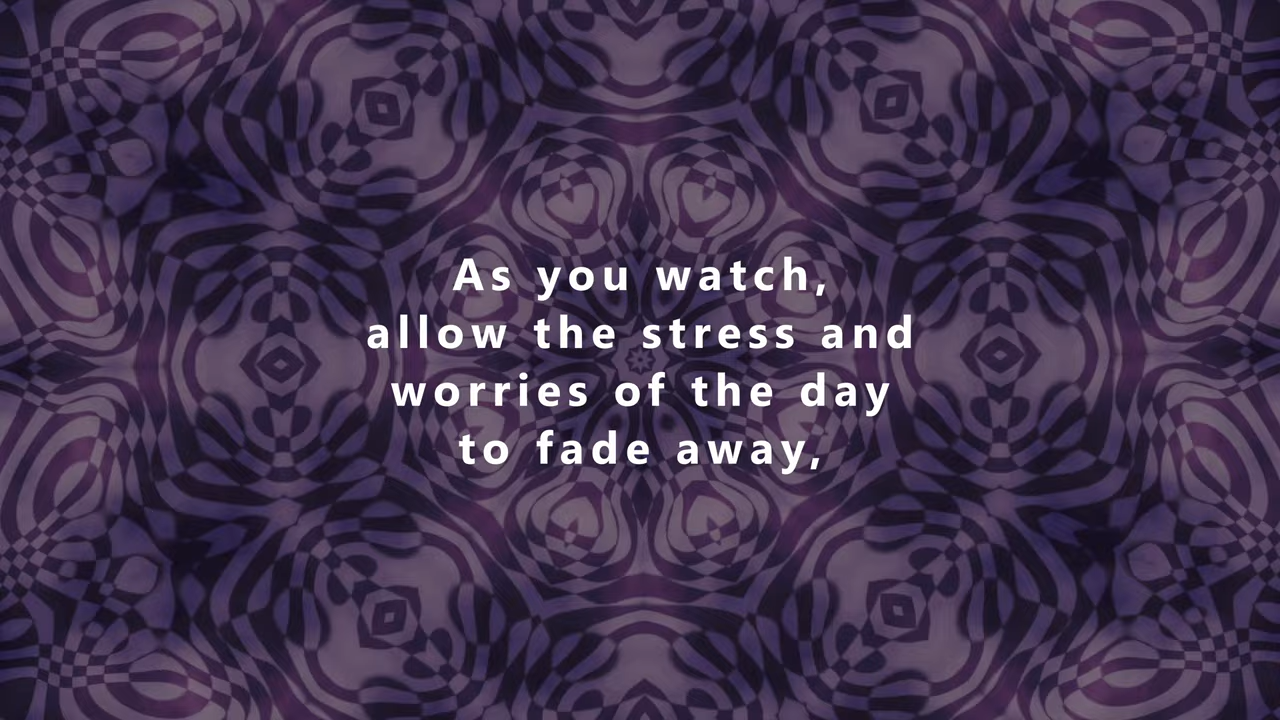 As you watch,
allow the stress and
worries of the day
to fade away,